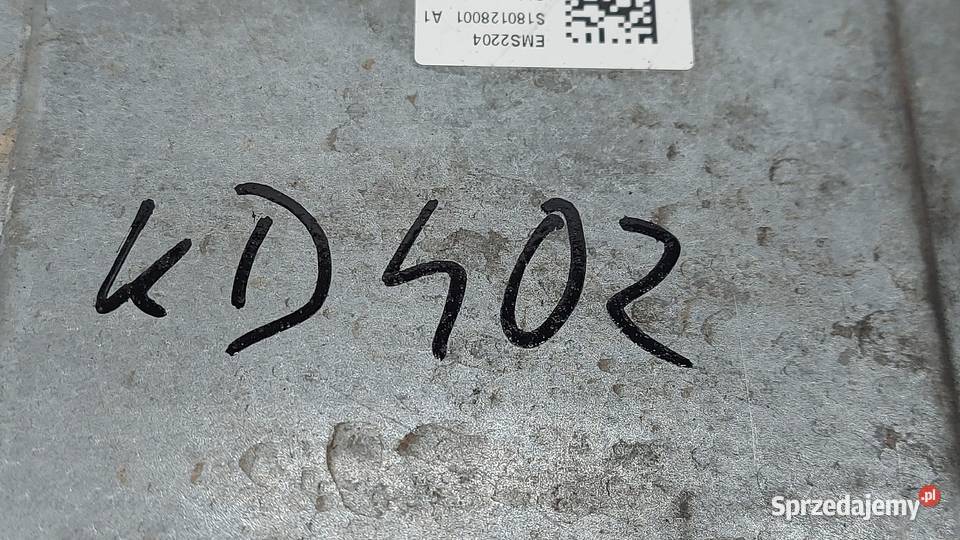 S180128001 A1
EMS2204
KD402
Sprzedajemy.pl